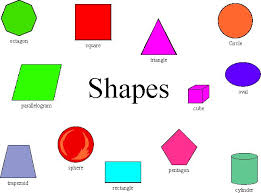 octagon
square
triangle
Circle
parallelogram
Shapes
cube
oval
trapezoid
sphere
rectangle
pentagon
cylinder